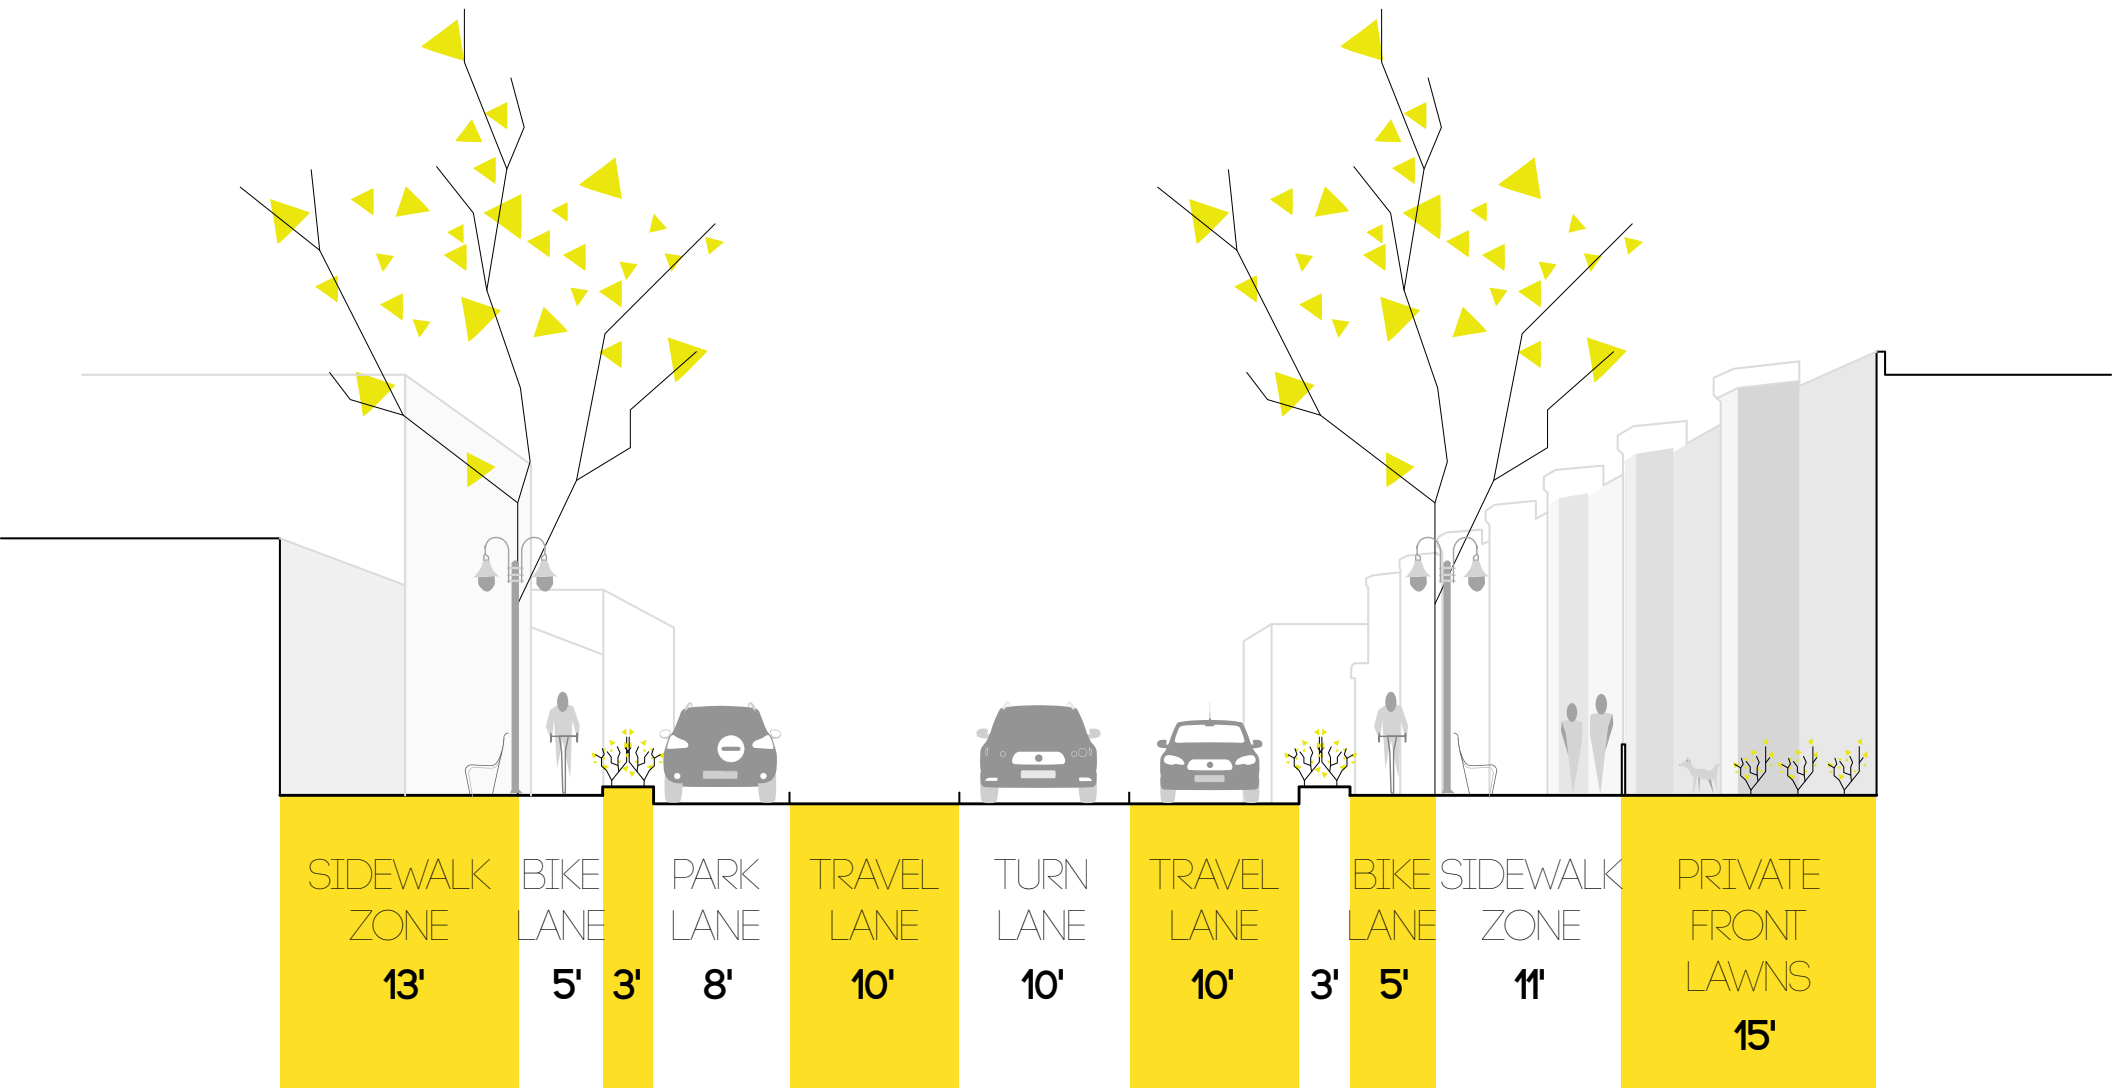 SIDEWALK
ZONE
13'
BIKE
LANE
5'
3'
PARK
LANE
8'
TRAVEL
LANE
10'
TURN
LANE
10'
TRAVEL
LANE
10'
3'
BIKE
LANE
5'
SIDEWALK
ZONE
11'
PRIVATE
FRONT
LAWNS
15'